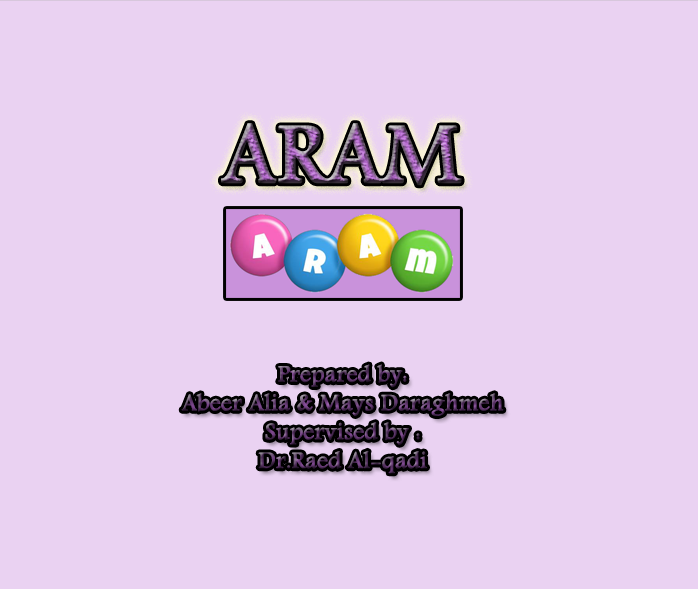 ARAM
ARAm
Prepared by:
Abeer Alia & Mays Daraghmeh
Supervised by :
Dr.Raed Al-qadi